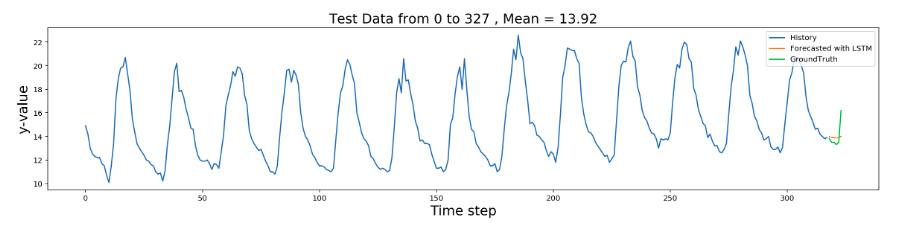 Test Data from 0 to 327 , Mean = 13.92
y-value
22
20
18
16
14
12
10
History
Forecasted with LSTM
GroundTruth
0
50
100
150
200
250
300
Time step